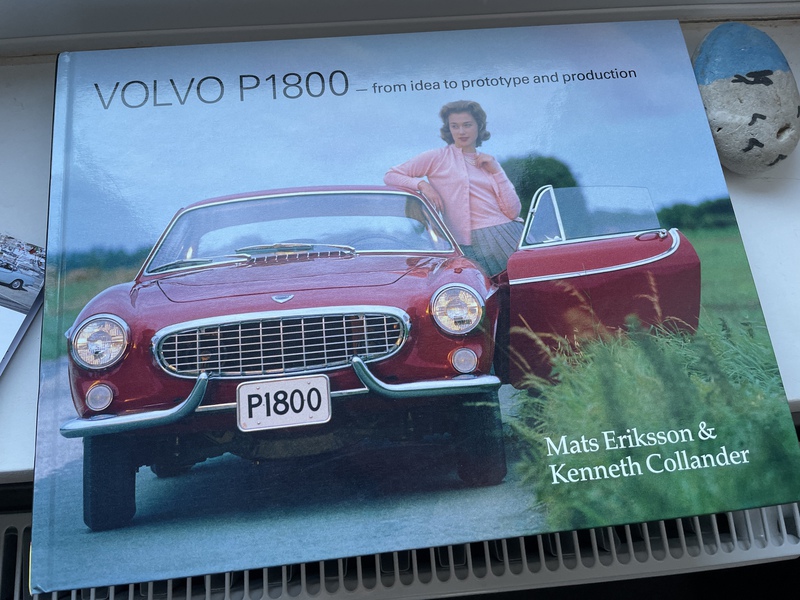 VOLVO P1800 – from idea to prototype and production
P1800
Mats Eriksson &
Kenneth Collander